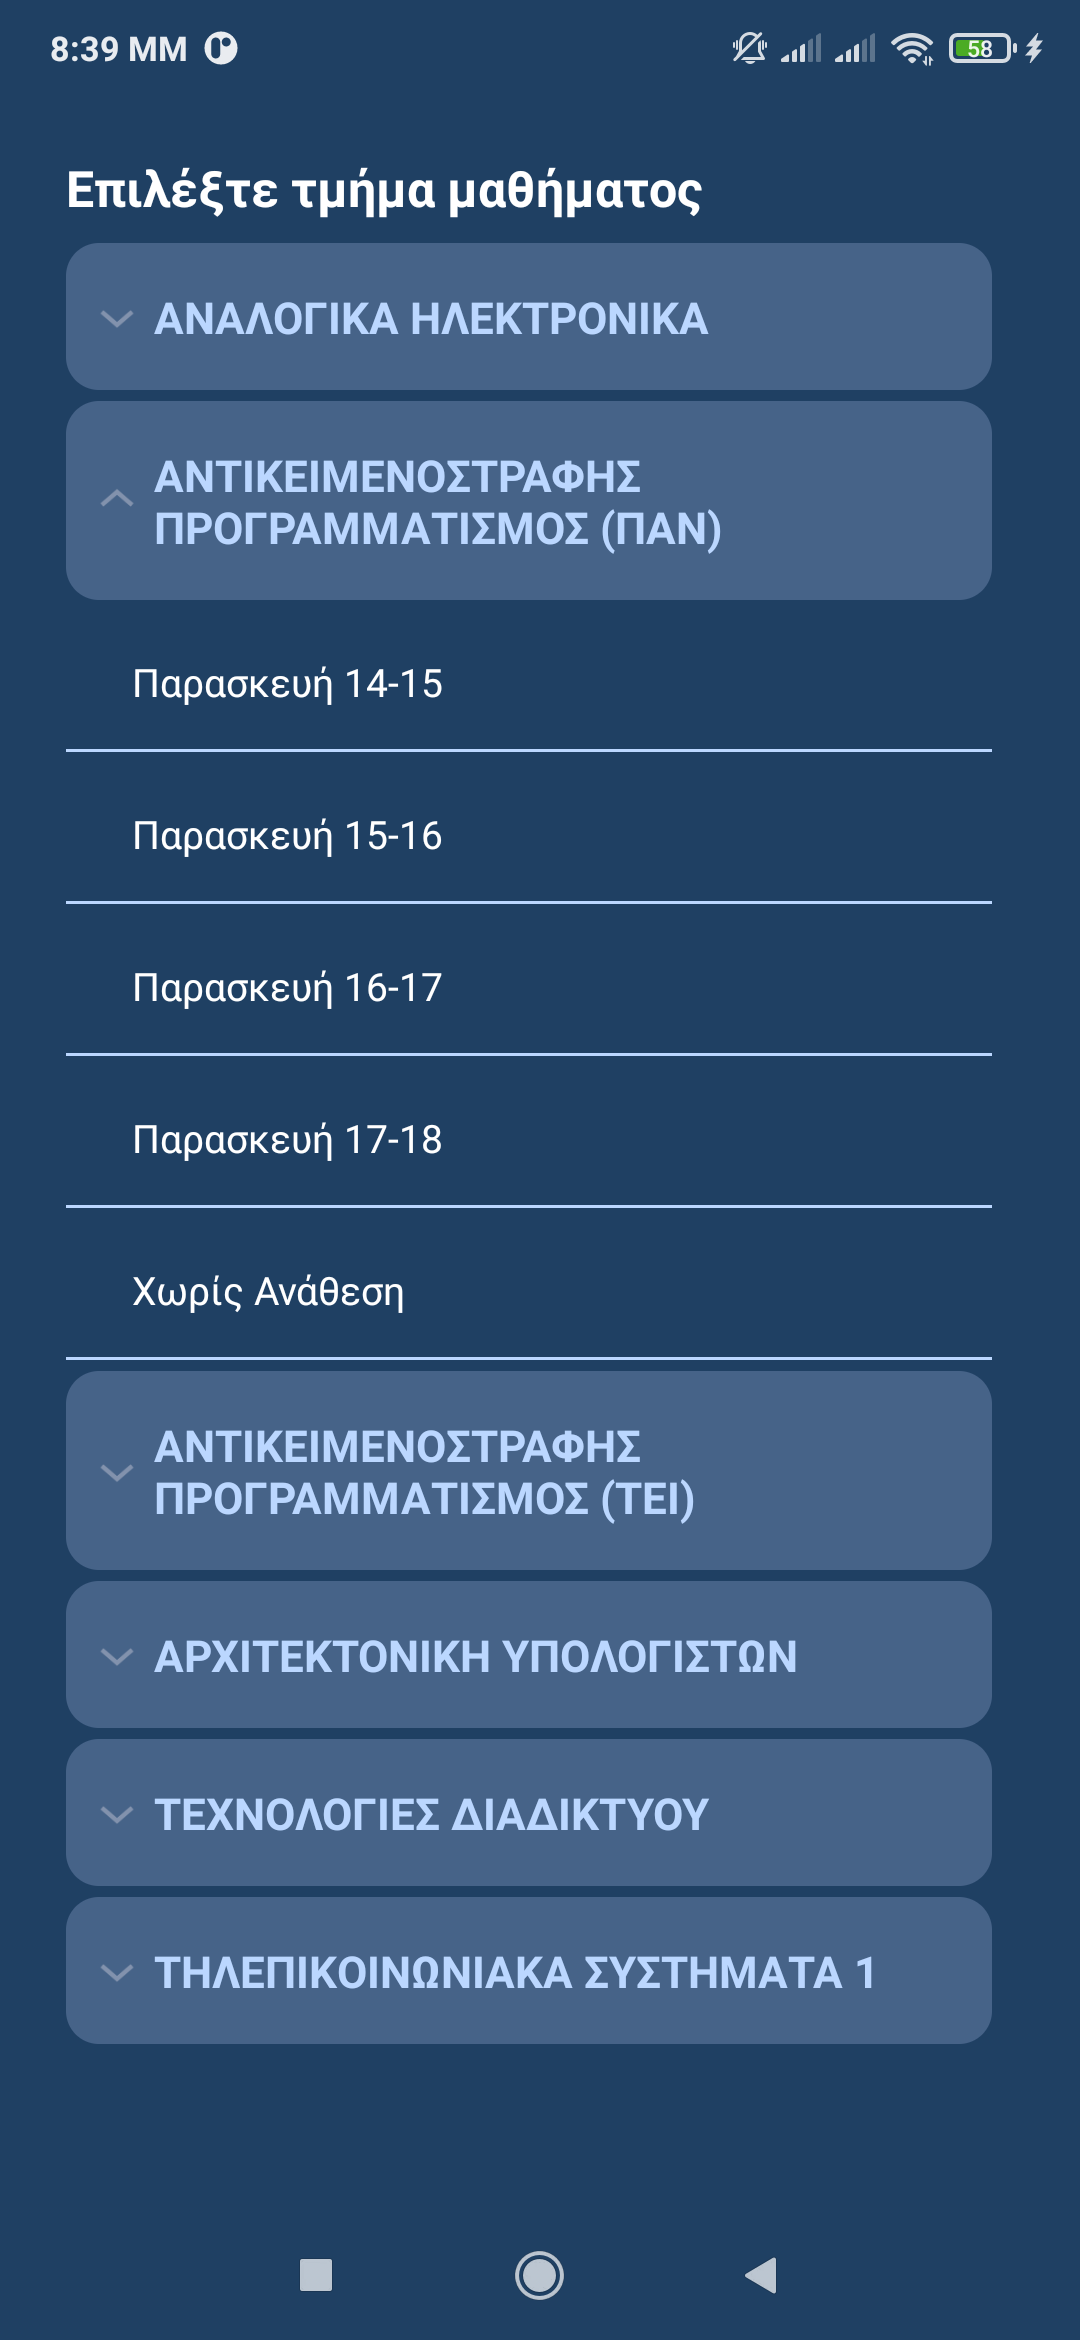 8:39 ΜΜ
58
Επιλέξτε τμήμα μαθήματος
ΑΝΑΛΟΓΙΚΑ ΗΛΕΚΤΡΟΝΙΚΑ
ΑΝΤΙΚΕΙΜΕΝΟΣΤΡΑΦΗΣ
ΠΡΟΓΡΑΜΜΑΤΙΣΜΟΣ (ΠΑΝ)
Παρασκευή 14-15
Παρασκευή 15-16
Παρασκευή 16-17
Παρασκευή 17-18
Χωρίς Ανάθεση
ΑΝΤΙΚΕΙΜΕΝΟΣΤΡΑΦΗΣ
ΠΡΟΓΡΑΜΜΑΤΙΣΜΟΣ (ΤΕΙ)
ΑΡΧΙΤΕΚΤΟΝΙΚΗ ΥΠΟΛΟΓΙΣΤΩΝ
ΤΕΧΝΟΛΟΓΙΕΣ ΔΙΑΔΙΚΤΥΟΥ
ΤΗΛΕΠΙΚΟΙΝΩΝΙΑΚΑ ΣΥΣΤΗΜΑΤΑ 1